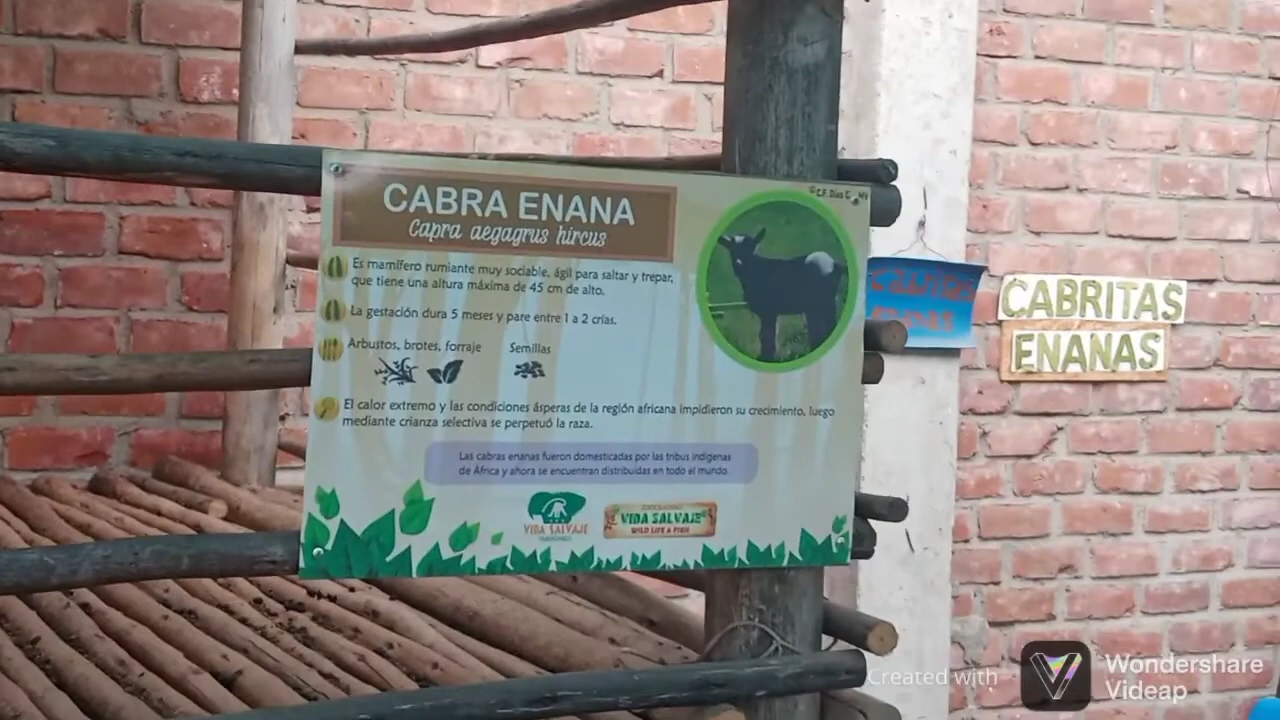 CABRA ENANA
Capra aegagrus hircus
Es mamífero rumiante muy sociable, ágil para saltar y trepar,
que tiene una altura máxima de 45 cm de alto.
La gestación dura 5 meses y pare entre 1 a 2 crías.
Arbustos, brotes, forraje
Semillas
El calor extremo y las condiciones ásperas de la región africana impidieron su crecimiento, luego
mediante crianza selectiva se perpetuó la raza.
Las cabras enanas fueron domesticadas por las tribus indígenas
de África y ahora se encuentran distribuidas en todo el mundo.
VIDA SALVAJE
VIDA SALVAJE
WILD LIFE
CABRITAS
ENANAS
Created with
Wondershare
Videap